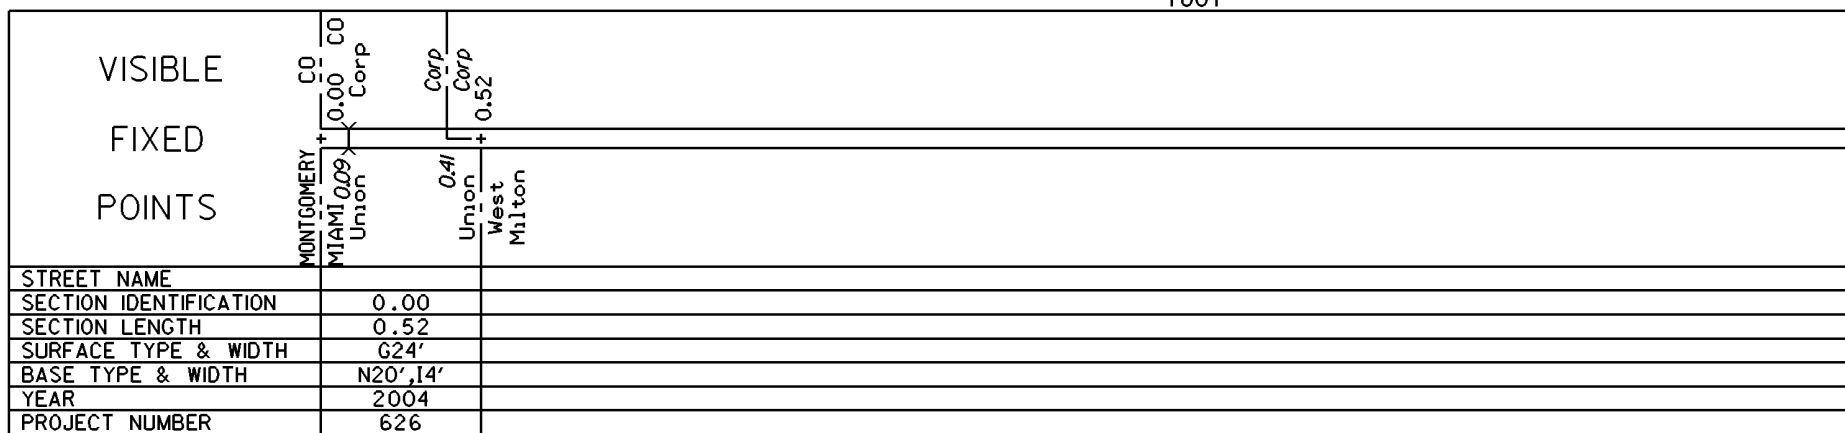 VISIBLE
FIXED
POINTS
CO
CO
0.00
Corp
Corp
Corp
0.52
MONTGOMERY
MIAMI
0.09
Union
0.41
Union
West
Milton
STREET NAME
SECTION IDENTIFICATION 0.00
SECTION LENGTH 0.52
SURFACE TYPE & WIDTH G24'
BASE TYPE & WIDTH N20',I4'
YEAR 2004
PROJECT NUMBER 626